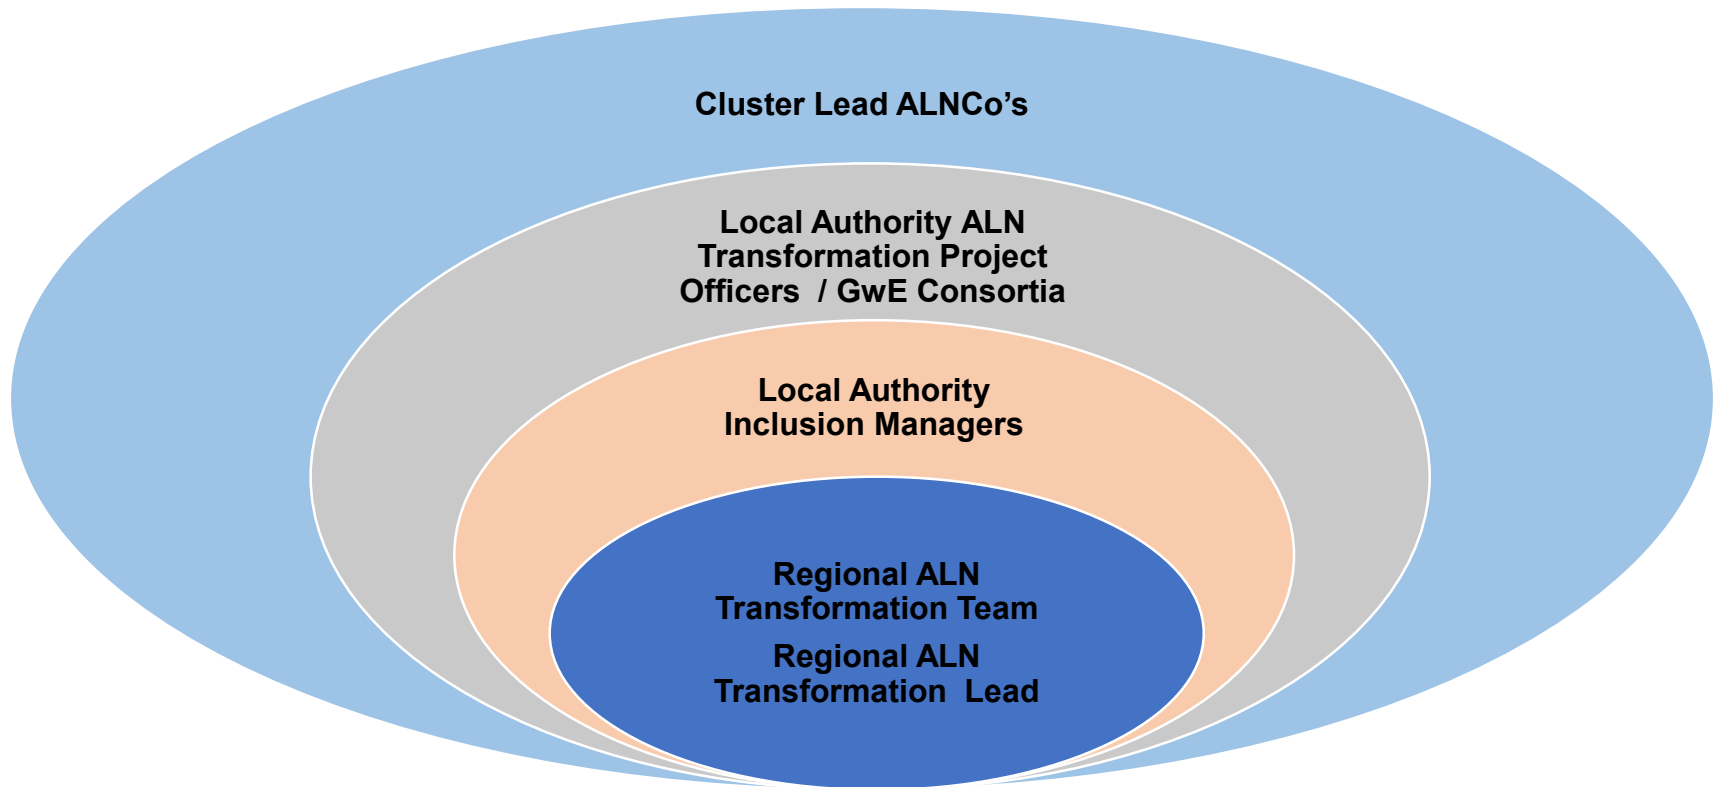 Cluster Lead ALNCo’s
Local Authority ALN
Transformation Project
Officers  / GwE Consortia
Local Authority
Inclusion Managers
Regional ALN
Transformation Team
Regional ALN
Transformation  Lead